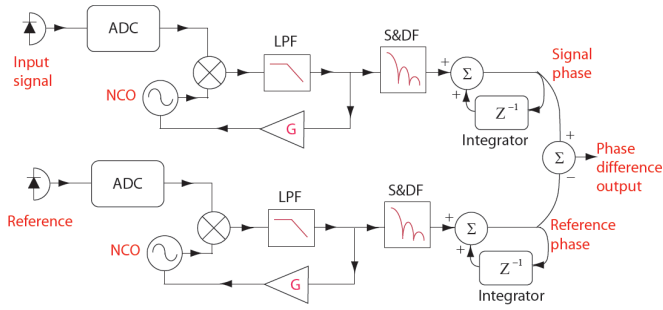 ADC
LPF
S&DF
Input
signal
NCO
G
+
Σ
+
Z⁻¹
Integrator
Signal
phase
+
Σ
−
Phase
difference
output
ADC
LPF
S&DF
Reference
NCO
G
+
Σ
+
Z⁻¹
Integrator
Reference
phase